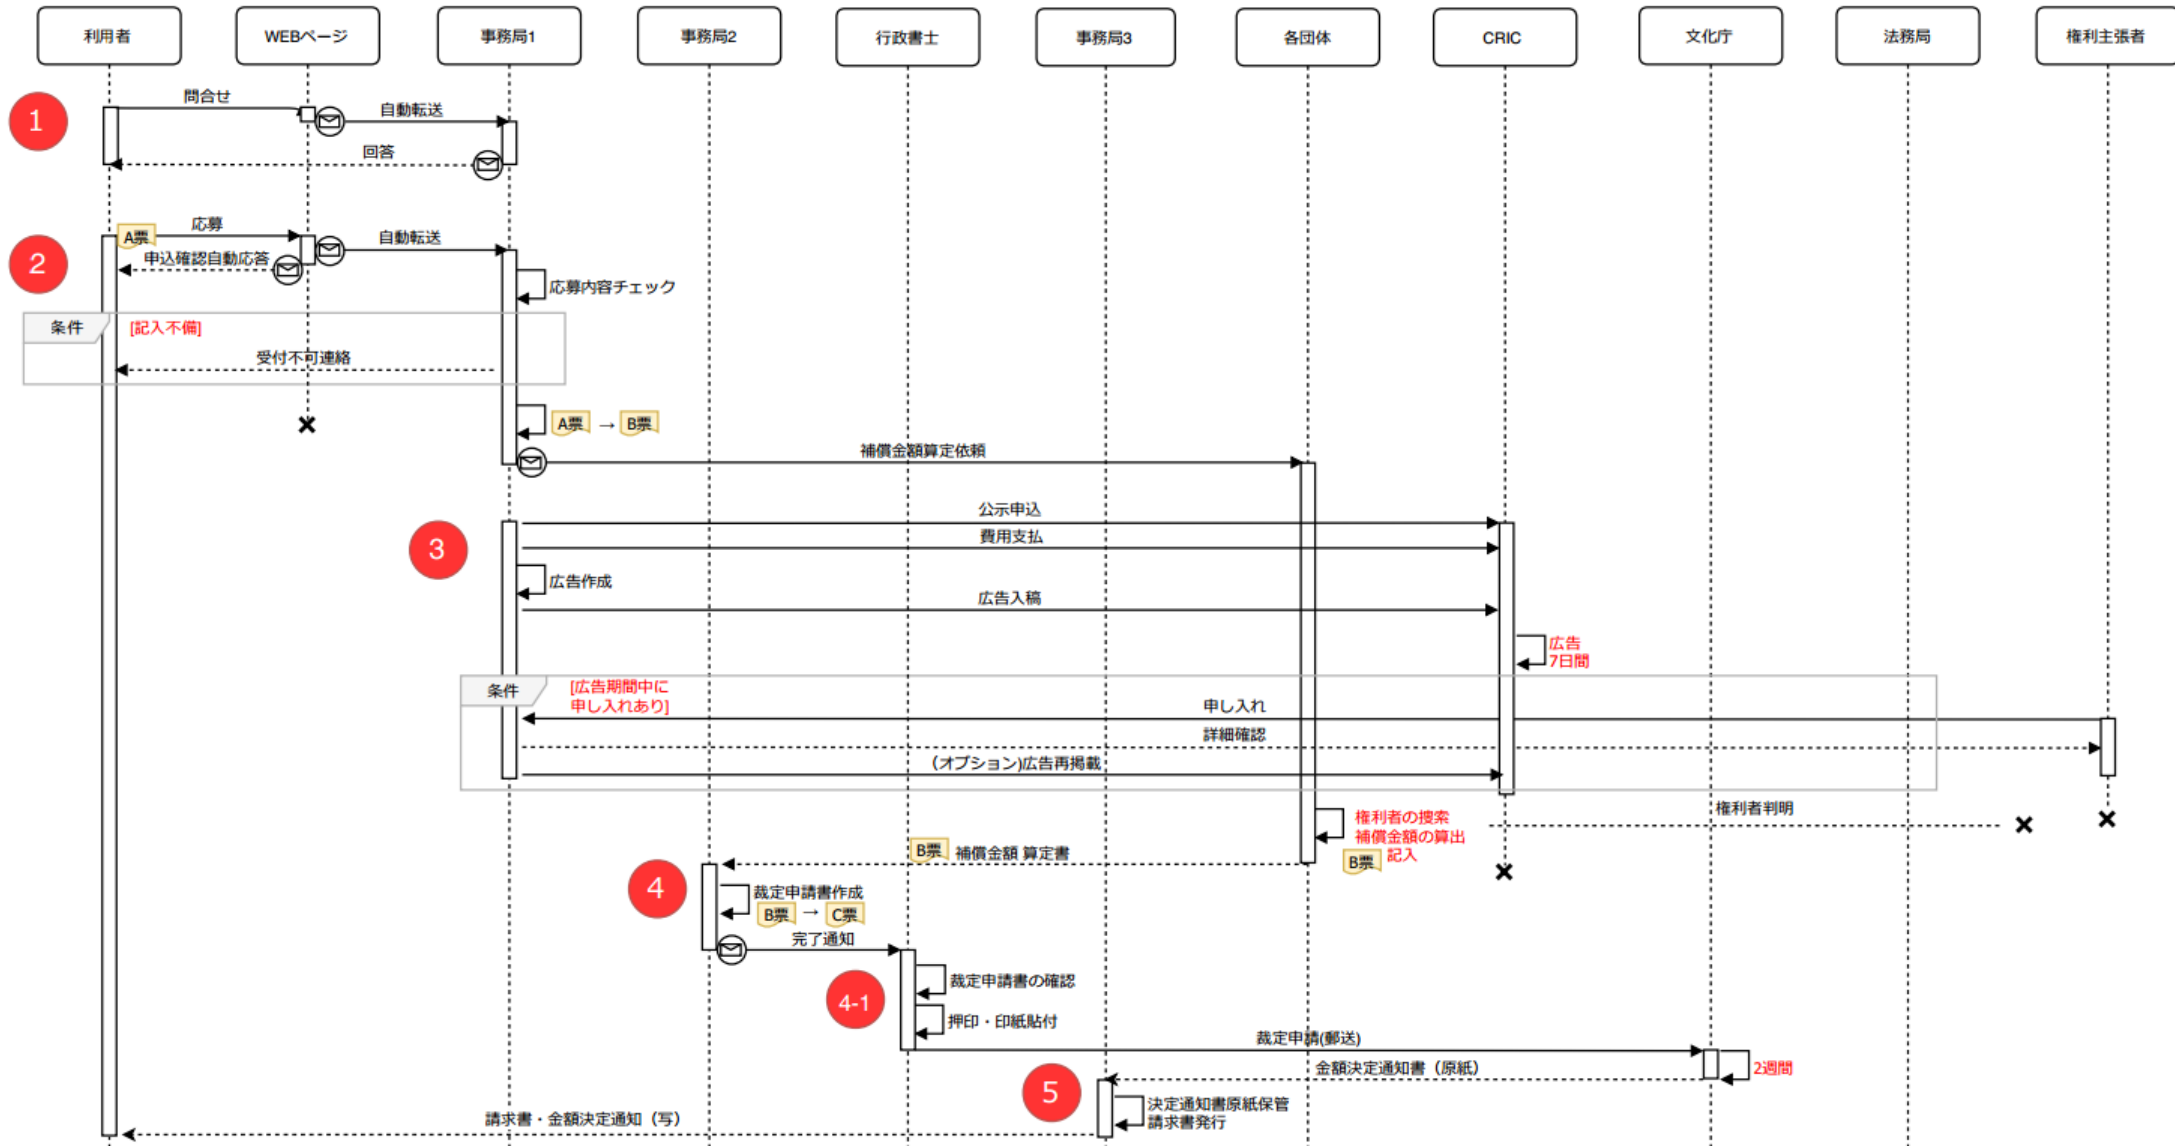 利用者
WEBページ
事務局1
事務局2
行政書士
事務局3
各団体
CRIC
文化庁
法務局
権利主張者
1
問合せ
自動転送
回答
2
A票
応募
自動転送
申込確認自動応答
応募内容チェック
条件
[記入不備]
受付不可連絡
A票 → B票
補償金額算定依頼
3
公示申込
費用支払
広告作成
広告入稿
広告
7日間
条件
[広告期間中に
申し入れあり]
申し入れ
詳細確認
（オプション)広告再掲載
権利者の捜索
補償金額の算出
B票 記入
権利者判明
B票 補償金額 算定書
4
裁定申請書作成
B票 → C票
完了通知
4-1
裁定申請書の確認
押印・印紙貼付
裁定申請(郵送)
2週間
金額決定通知書（原紙）
5
決定通知書原紙保管
請求書発行
請求書・金額決定通知（写）